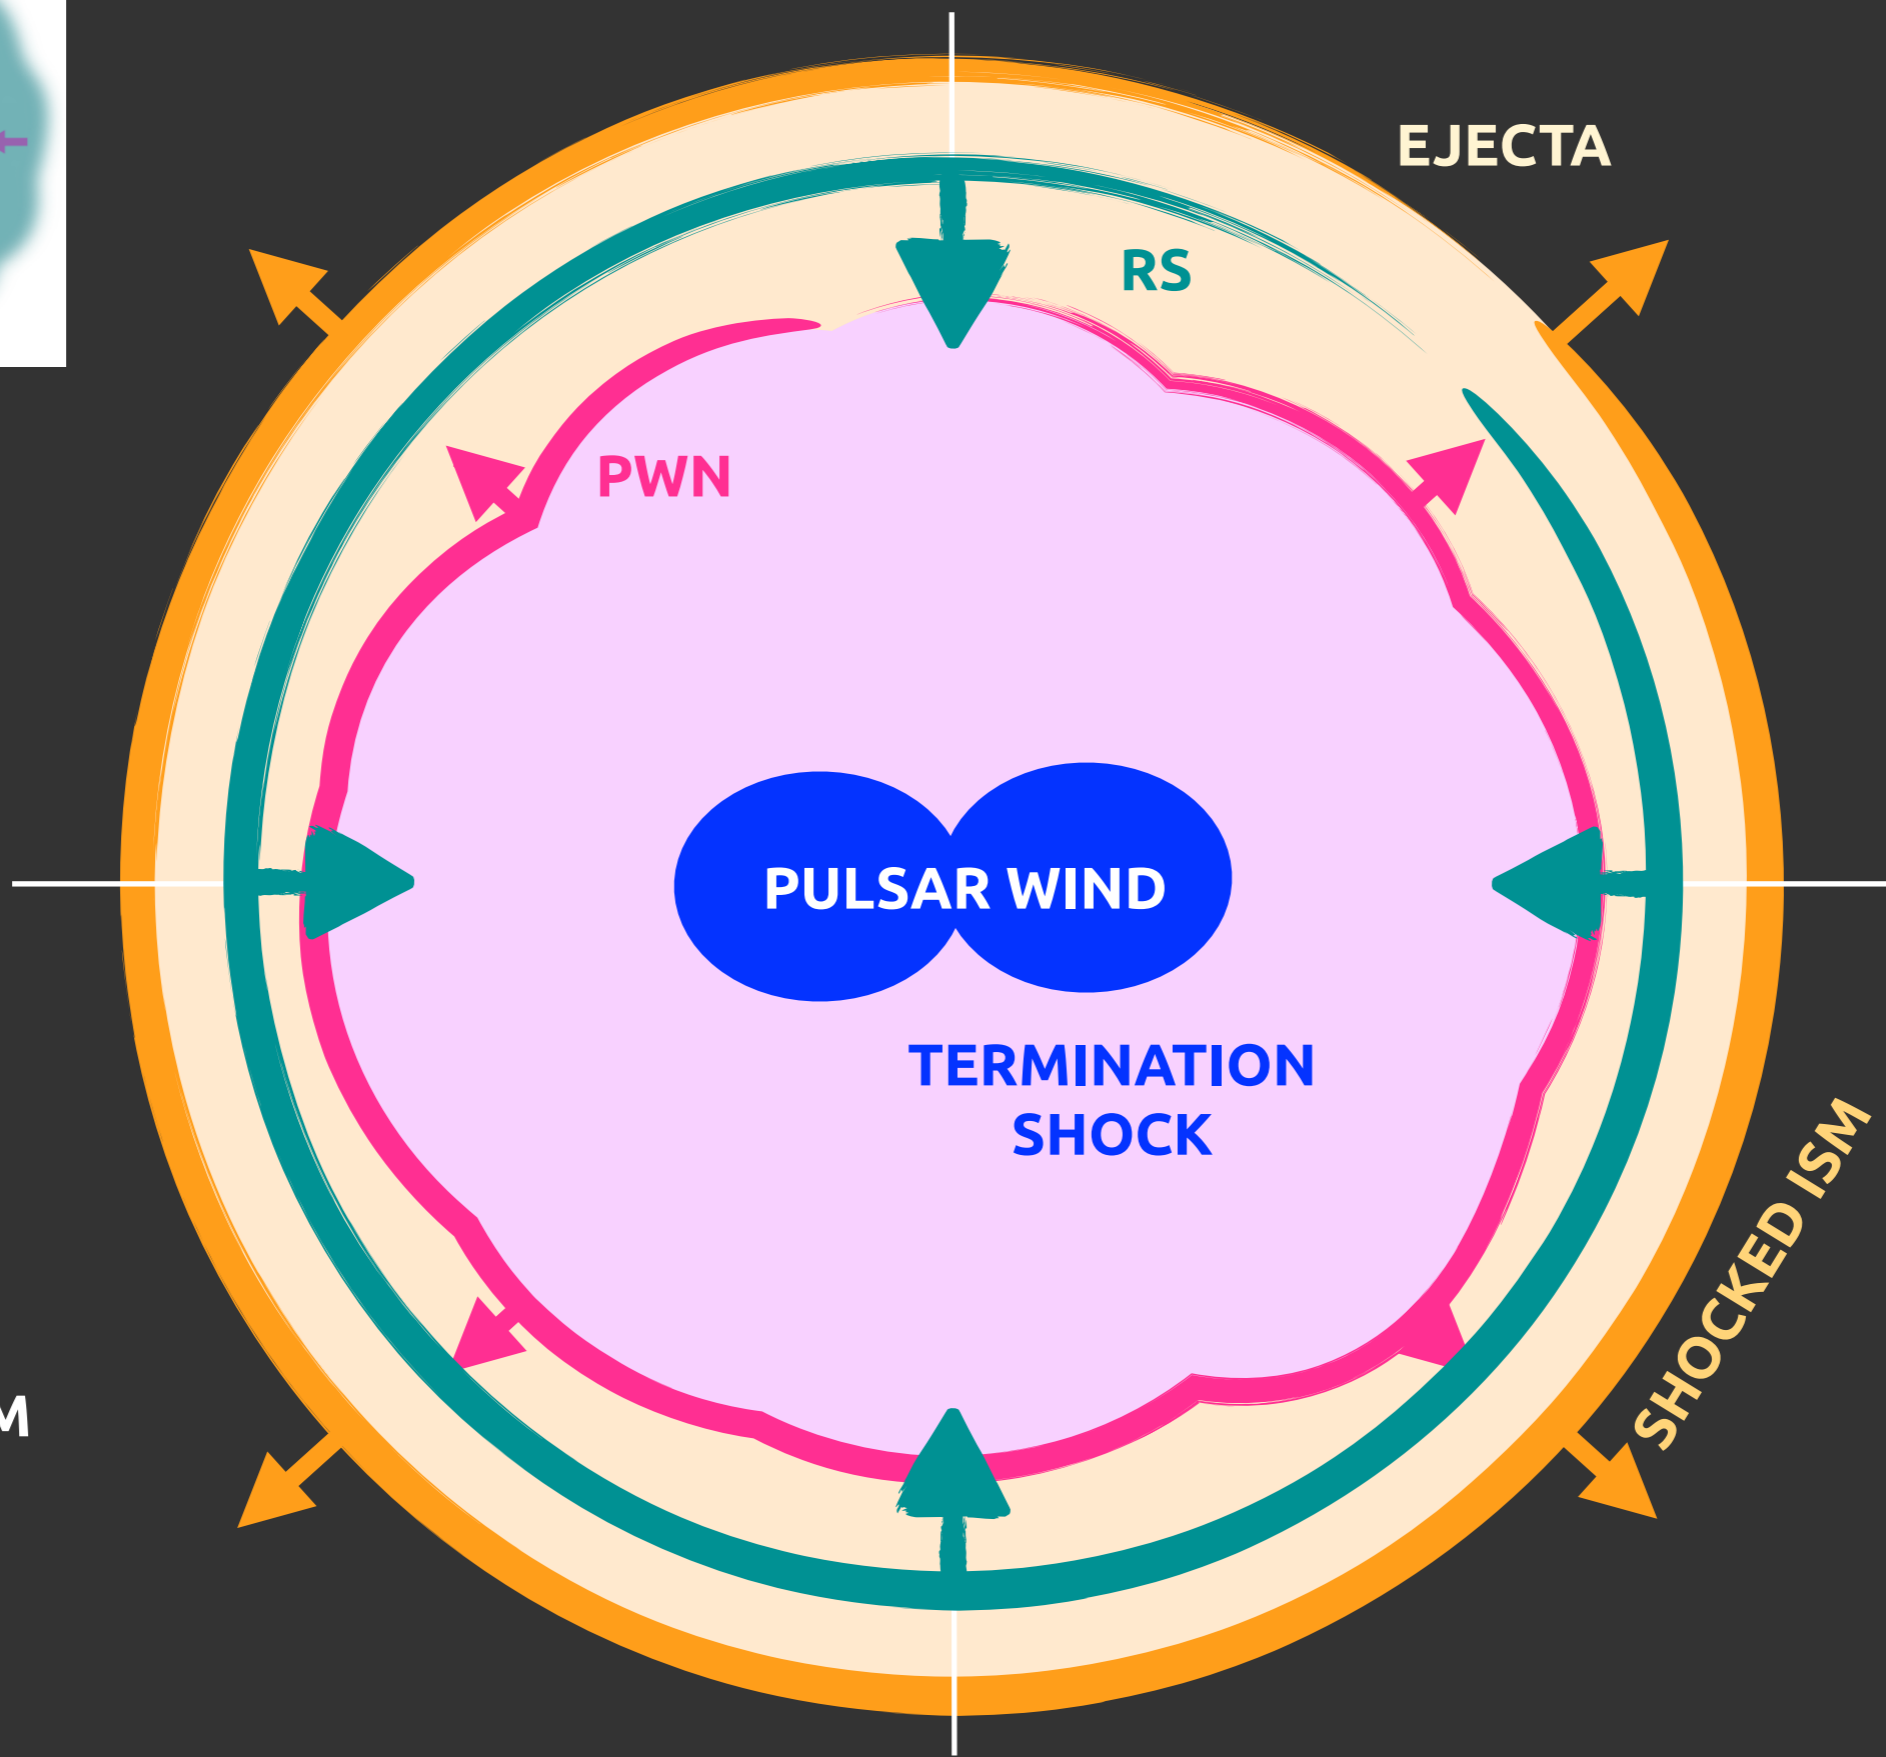 EJECTA
RS
PWN
PULSAR WIND
TERMINATION
SHOCK
SHOCKED ISM
M